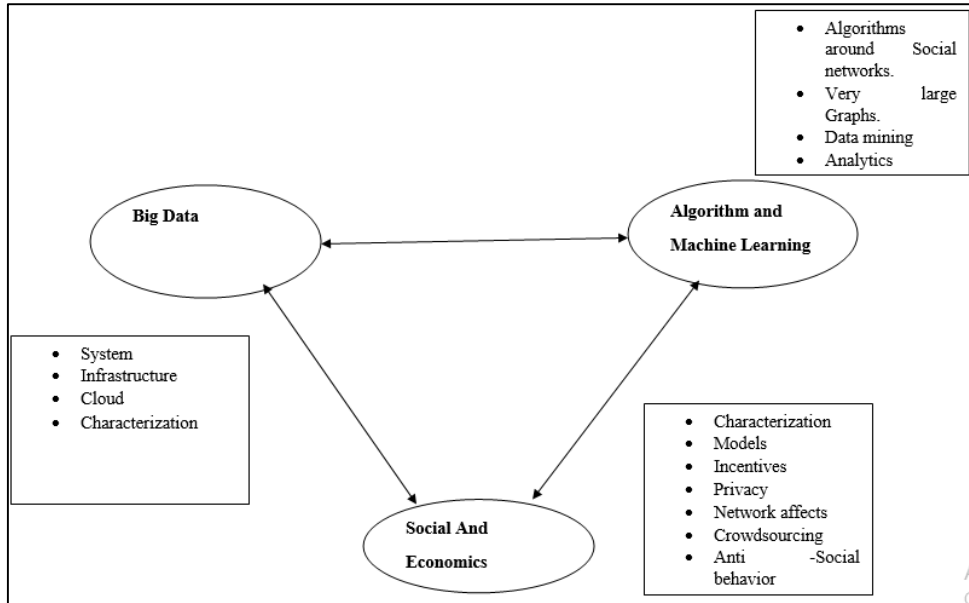 • Algorithms
around Social
networks.
• Very large
Graphs.
• Data mining
• Analytics
Big Data
Algorithm and
Machine Learning
• System
• Infrastructure
• Cloud
• Characterization
• Characterization
• Models
• Incentives
• Privacy
• Network affects
• Crowdsourcing
• Anti -Social
behavior
Social And
Economics